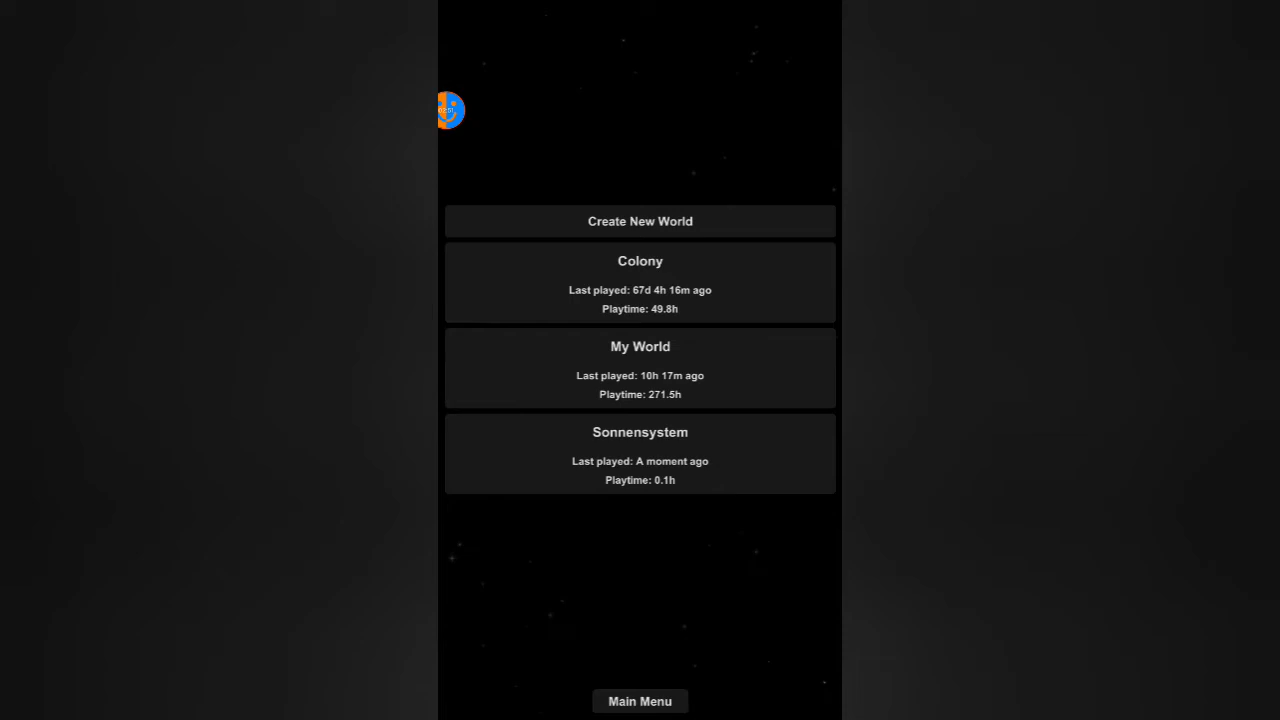 Create New World
Colony
Last played: 67d 4h 16m ago
Playtime: 49.8h
My World
Last played: 10h 17m ago
Playtime: 271.5h
Sonnensystem
Last played: A moment ago
Playtime: 0.1h
Main Menu